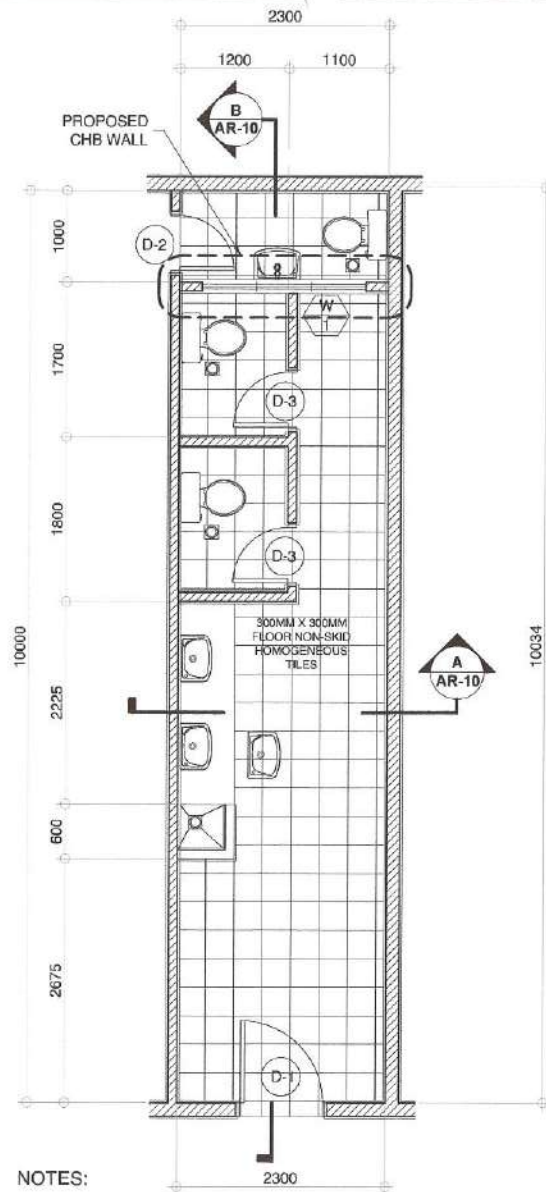 2300
1200
1100
B
AR-10
PROPOSED
CHB WALL
D-2
1000
W
1
1700
D-3
1800
D-3
10000
10034
300MM X 300MM
FLOOR NON-SKID
HOMOGENEOUS
TILES
A
AR-10
2225
600
2675
D-1
NOTES:
2300